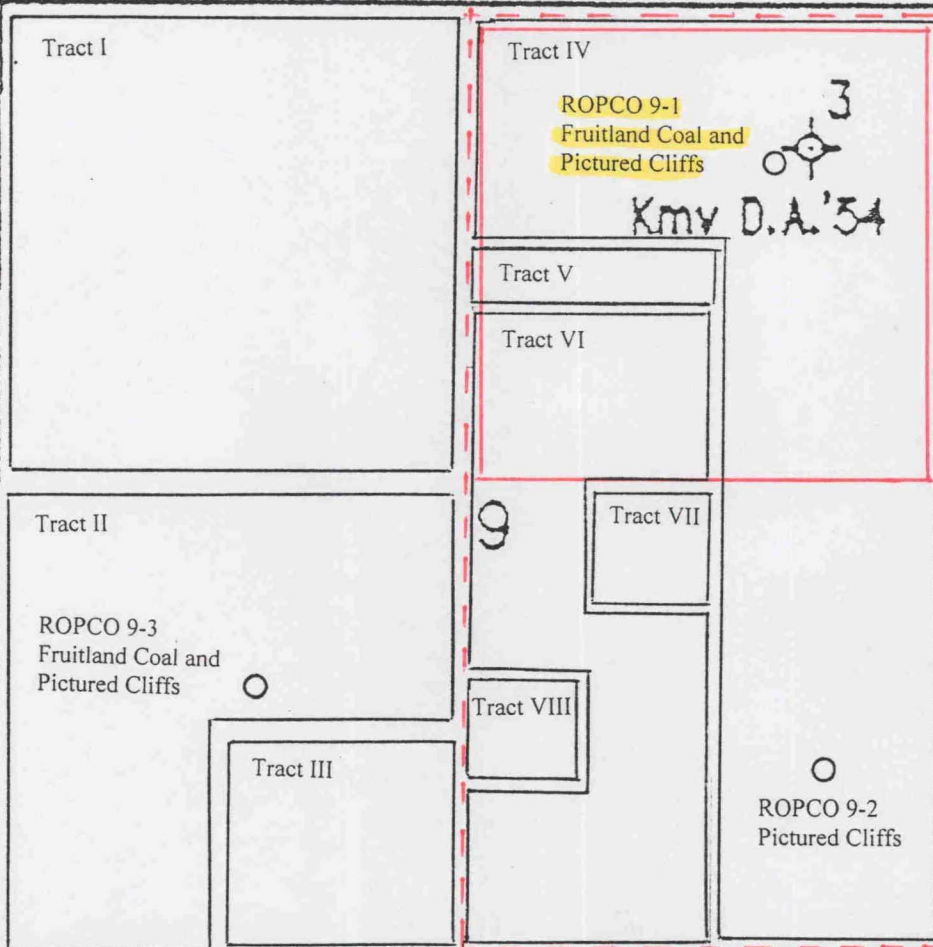 Tract I
Tract IV
ROPCO 9-1
Fruitland Coal and
Pictured Cliffs
3
Kmv D.A.'54
Tract V
Tract VI
Tract II
9
Tract VII
ROPCO 9-3
Fruitland Coal and
Pictured Cliffs
Tract VIII
Tract III
ROPCO 9-2
Pictured Cliffs